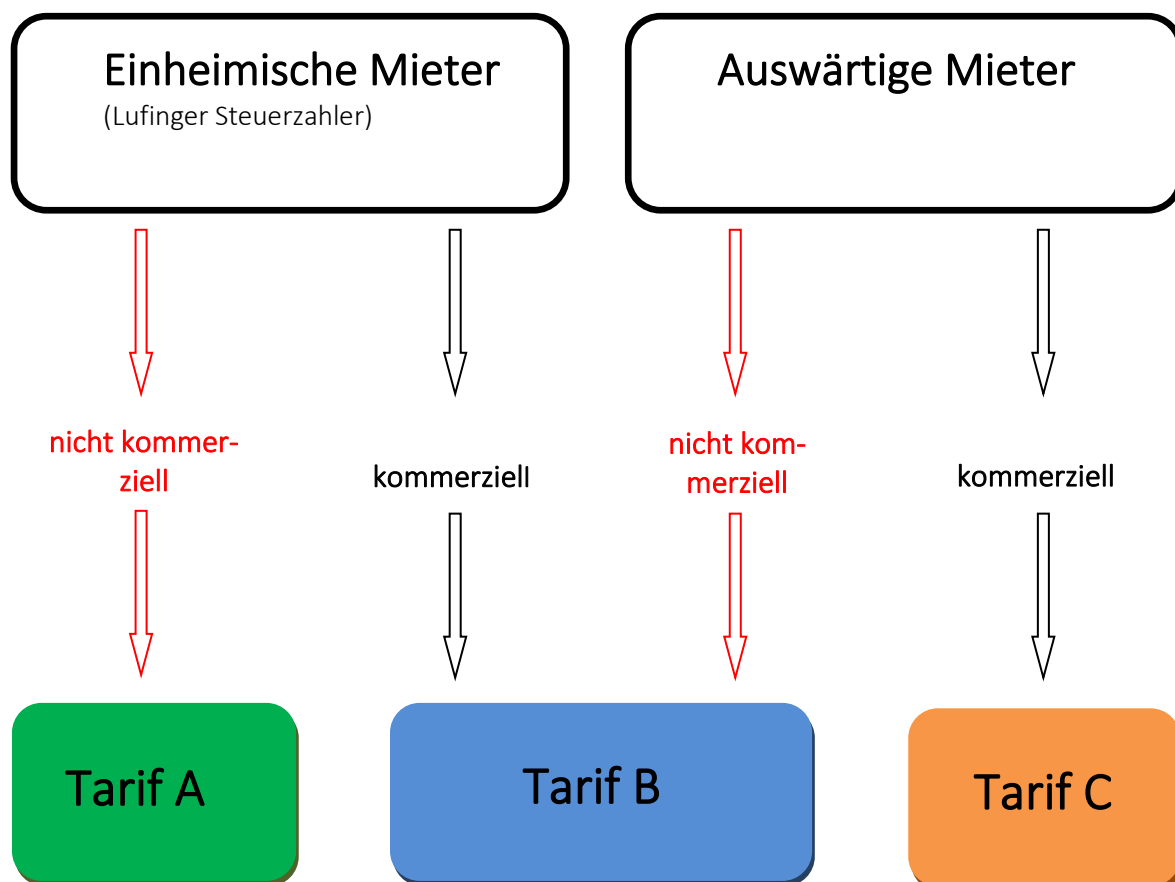 Einheimische Mieter
(Lufinger Steuerzahler)
Auswärtige Mieter
nicht kommer-
ziell
kommerziell
nicht kom-
merziell
kommerziell
Tarif A
Tarif B
Tarif C